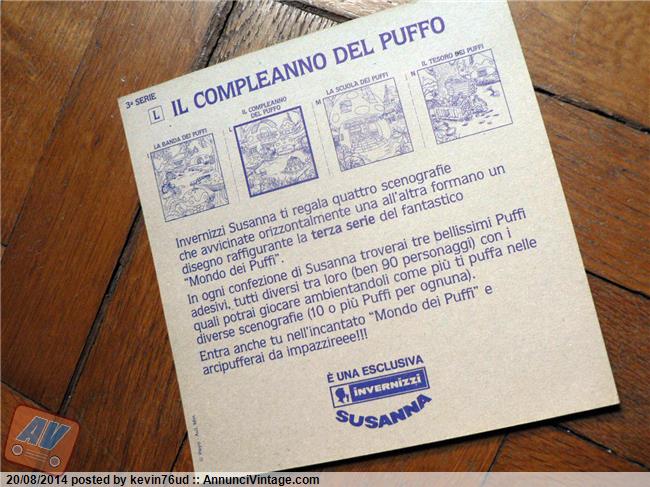 3ª SERIE
L IL COMPLEANNO DEL PUFFO
I LA BANDA DEI PUFFI
L IL COMPLEANNO DEL PUFFO
M LA SCUOLA DEI PUFFI
N IL TESORO DEI PUFFI
Invernizzi Susanna ti regala quattro scenografie
che avvicinate orizzontalmente una all'altra formano un
disegno raffigurante la terza serie del fantastico
"Mondo dei Puffi".
In ogni confezione di Susanna troverai tre bellissimi Puffi
adesivi, tutti diversi tra loro (ben 90 personaggi) con i
quali potrai giocare ambientandoli come più ti puffa nelle
diverse scenografie (10 o più Puffi per ognuna).
Entra anche tu nell'incantato "Mondo dei Puffi" e
arcipufferai da impazzireee!!!
È UNA ESCLUSIVA
INVERNIZZI
SUSANNA
© Peyo
AV
20/08/2014 posted by kevin76ud :: AnnunciVintage.com